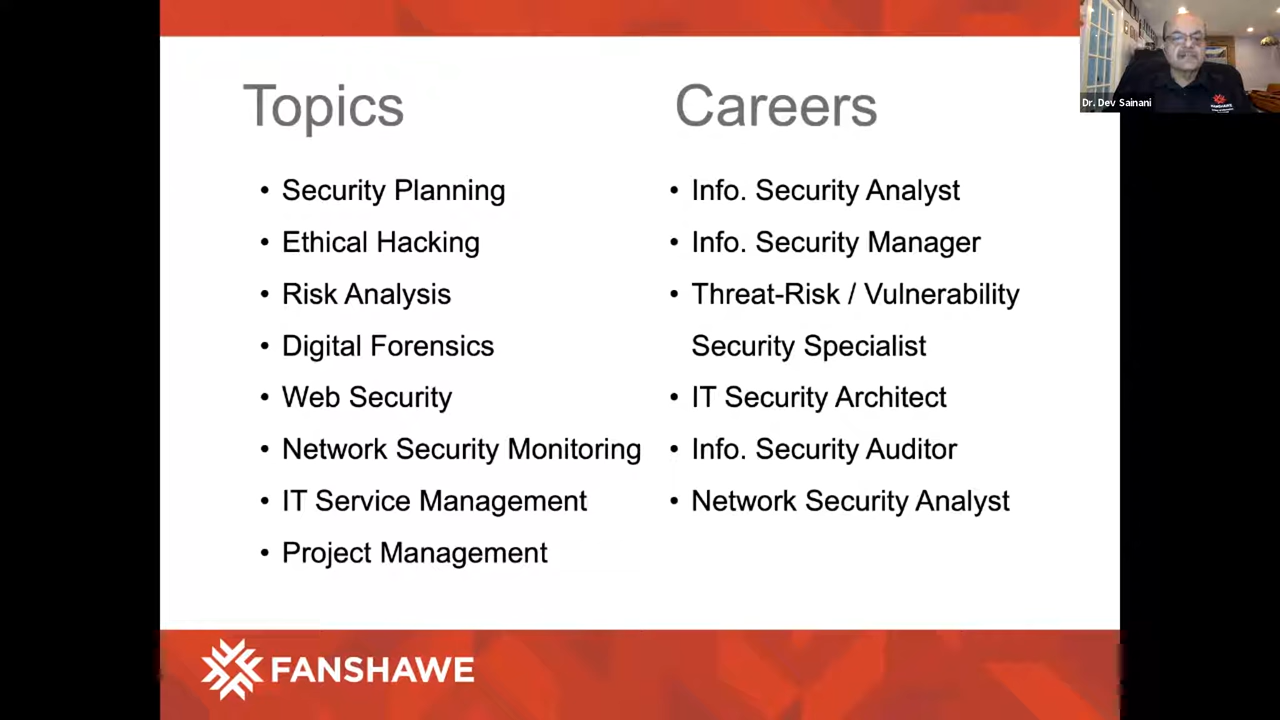 Topics
Security Planning
Ethical Hacking
Risk Analysis
Digital Forensics
Web Security
Network Security Monitoring
IT Service Management
Project Management
Careers
Info. Security Analyst
Info. Security Manager
Threat-Risk / Vulnerability
Security Specialist
IT Security Architect
Info. Security Auditor
Network Security Analyst
FANSHAWE
Dr. Dev Sainani
FANSHAWE